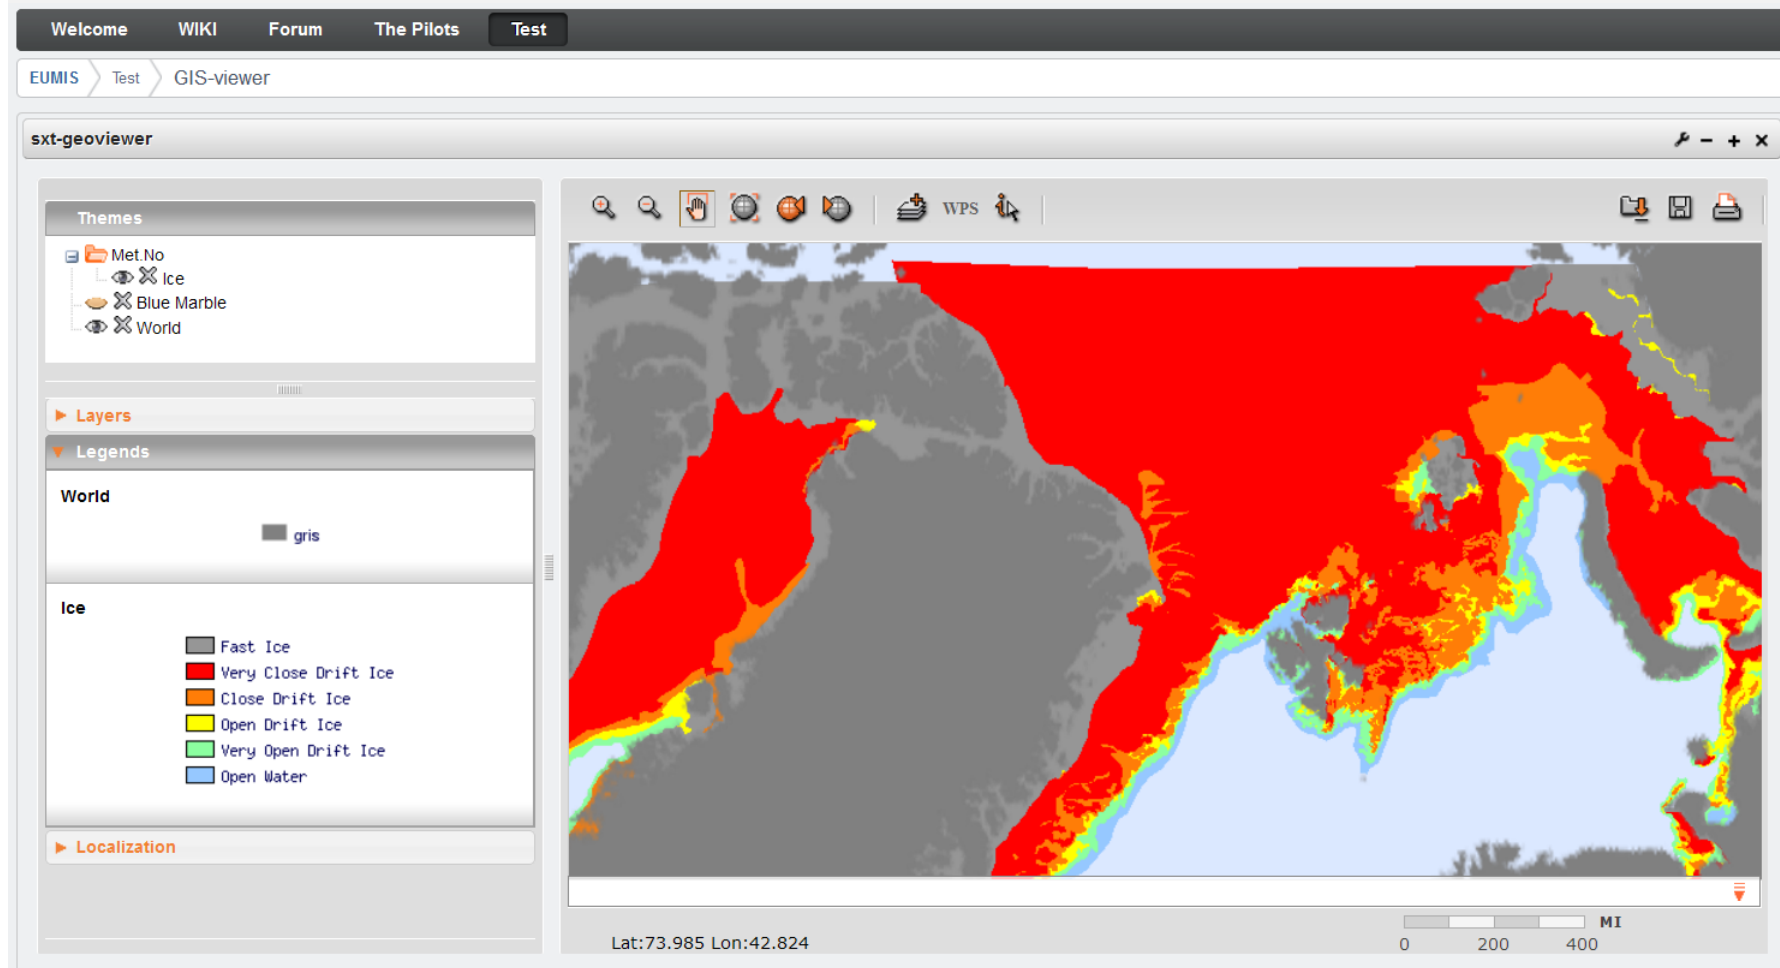 Welcome WIKI Forum The Pilots Test
EUMIS Test GIS-viewer
sxt-geoviewer
Themes
Met.No
Ice
Blue Marble
World
Layers
Legends
World
gris
Ice
Fast Ice
Very Close Drift Ice
Close Drift Ice
Open Drift Ice
Very Open Drift Ice
Open Water
Localization
WPS
MI
0 200 400
Lat:73.985 Lon:42.824